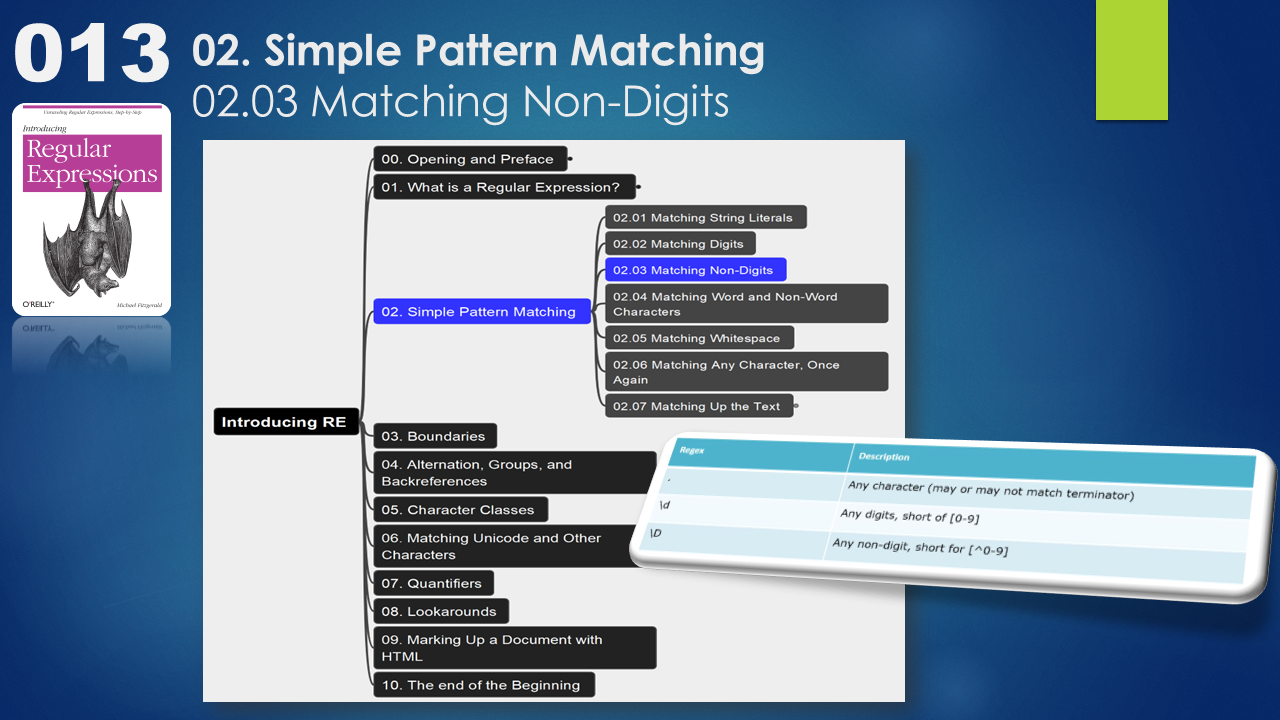 013
02. Simple Pattern Matching
02.03 Matching Non-Digits
Unraveling Regular Expressions, Step-by-Step
Introducing
Regular
Expressions
O'REILLY®
Michael Fitzgerald
Introducing RE
00. Opening and Preface
01. What is a Regular Expression?
02. Simple Pattern Matching
02.01 Matching String Literals
02.02 Matching Digits
02.03 Matching Non-Digits
02.04 Matching Word and Non-Word
Characters
02.05 Matching Whitespace
02.06 Matching Any Character, Once
Again
02.07 Matching Up the Text
03. Boundaries
04. Alternation, Groups, and
Backreferences
05. Character Classes
06. Matching Unicode and Other
Characters
07. Quantifiers
08. Lookarounds
09. Marking Up a Document with
HTML
10. The end of the Beginning
Regex Description
. Any character (may or may not match terminator)
\d Any digits, short of [0-9]
\D Any non-digit, short for [^0-9]